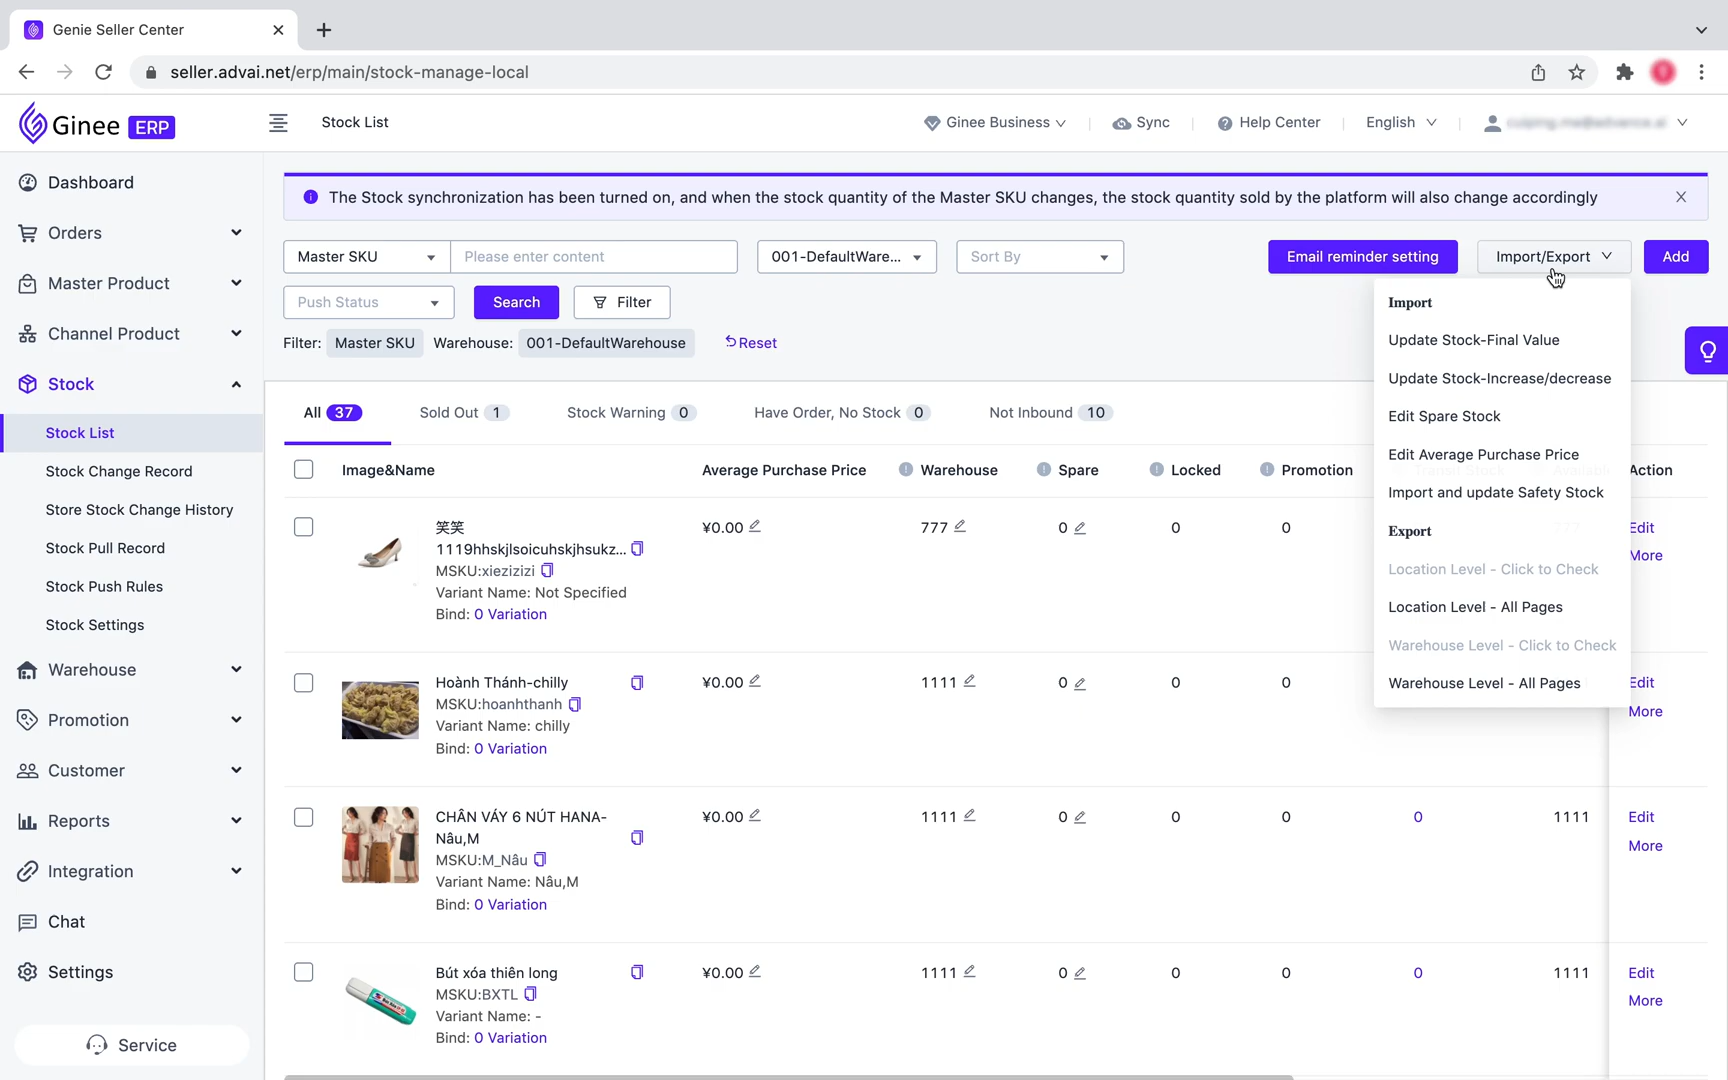 Genie Seller Center
seller.advai.net/erp/main/stock-manage-local
Ginee ERP
Stock List
Ginee Business
Sync
Help Center
English
The Stock synchronization has been turned on, and when the stock quantity of the Master SKU changes, the stock quantity sold by the platform will also change accordingly
Master SKU
Please enter content
001-DefaultWare...
Sort By
Email reminder setting
Import/Export
Add
Push Status
Search
Filter
Filter: Master SKU Warehouse: 001-DefaultWarehouse Reset
Import
Update Stock-Final Value
Update Stock-Increase/decrease
Edit Spare Stock
Edit Average Purchase Price
Import and update Safety Stock
Export
Location Level - Click to Check
Location Level - All Pages
Warehouse Level - Click to Check
Warehouse Level - All Pages
Dashboard
Orders
Master Product
Channel Product
Stock
Stock List
Stock Change Record
Store Stock Change History
Stock Pull Record
Stock Push Rules
Stock Settings
Warehouse
Promotion
Customer
Reports
Integration
Chat
Settings
Service
All 37
Sold Out 1
Stock Warning 0
Have Order, No Stock 0
Not Inbound 10
Image&Name
Average Purchase Price
Warehouse
Spare
Locked
Promotion
Action
笑笑
1119hhskjlsoicuhskjhsukz...
MSKU:xiezizizi
Variant Name: Not Specified
Bind: 0 Variation
¥0.00
777
0
0
0
Edit
More
Hoành Thánh-chilly
MSKU:hoanhthanh
Variant Name: chilly
Bind: 0 Variation
¥0.00
1111
0
0
0
Edit
More
CHÂN VÁY 6 NÚT HANA-
Nâu,M
MSKU:M_Nâu
Variant Name: Nâu,M
Bind: 0 Variation
¥0.00
1111
0
0
0
0
1111
Edit
More
Bút xóa thiên long
MSKU:BXTL
Variant Name: -
Bind: 0 Variation
¥0.00
1111
0
0
0
0
1111
Edit
More